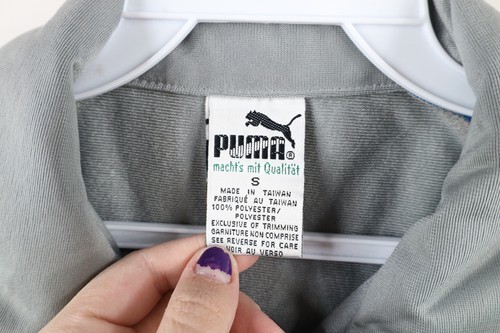 PUMA®
macht's mit Qualität
S
MADE IN TAIWAN
FABRIQUÉ AU TAIWAN
100% POLYESTER/
POLYESTER
EXCLUSIVE OF TRIMMING
GARNITURE NON COMPRISE
SEE REVERSE FOR CARE
NOIR AU VERSO